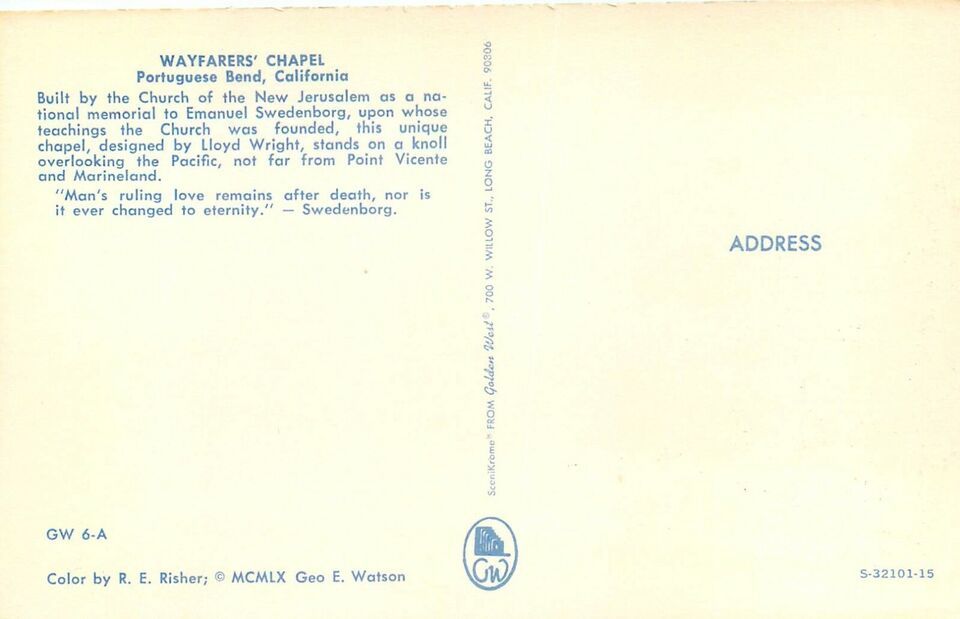 WAYFARERS' CHAPEL
Portuguese Bend, California
Built by the Church of the New Jerusalem as a na-
tional memorial to Emanuel Swedenborg, upon whose
teachings the Church was founded, this unique
chapel, designed by Lloyd Wright, stands on a knoll
overlooking the Pacific, not far from Point Vicente
and Marineland.
"Man's ruling love remains after death, nor is
it ever changed to eternity." — Swedenborg.
GW 6-A
Color by R. E. Risher; © MCMLX Geo E. Watson
SceniKrome® FROM Golden West®, 700 W. WILLOW ST., LONG BEACH, CALIF. 90806
GW
ADDRESS
S-32101-15